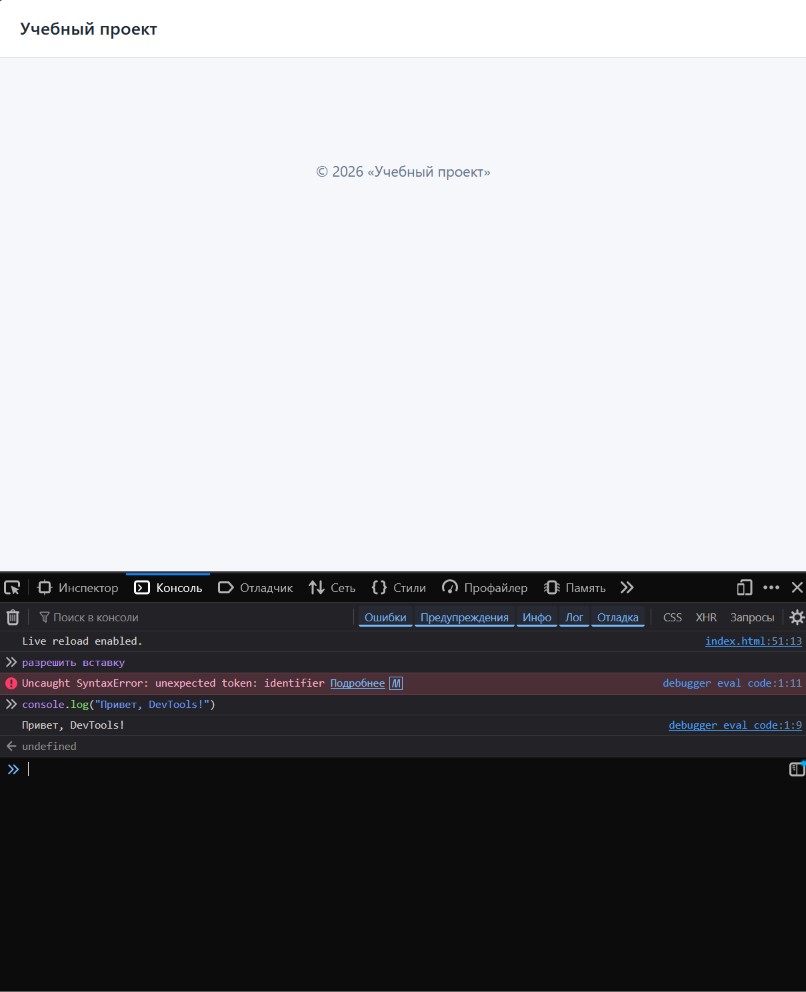 Учебный проект
© 2026 «Учебный проект»
Инспектор Консоль Отладчик Сеть Стили Профайлер Память
Поиск в консоли Ошибки Предупреждения Инфо Лог Отладка CSS XHR Запросы
Live reload enabled. index.html:51:13
разрешить вставку
Uncaught SyntaxError: unexpected token: identifier Подробнее debugger eval code:1:11
console.log("Привет, DevTools!")
Привет, DevTools! debugger eval code:1:9
undefined